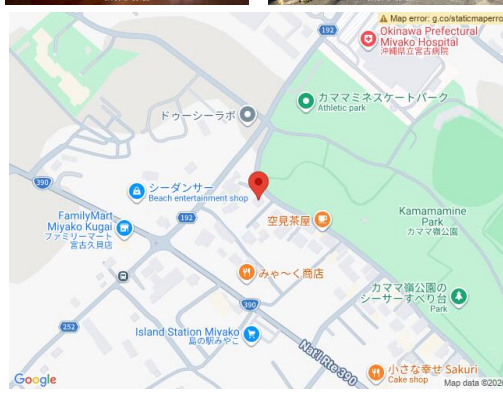 Map error: g.co/staticmaperro
192
Okinawa Prefectural
Miyako Hospital
沖縄県立宮古病院
カママミネスケートパーク
Athletic park
ドゥーシーラボ
390
シーダンサー
Beach entertainment shop
192
FamilyMart
Miyako Kugai
ファミリーマート
宮古久貝店
空見茶屋
Kamamamine
Park
カママ嶺公園
みゃ〜く商店
カママ嶺公園の
シーサーすべり台
Park
390
252
Island Station Miyako
島の駅みやこ
Nat'l Rte 390
小さな幸せ Sakuri
Cake shop
Google
Map data ©202